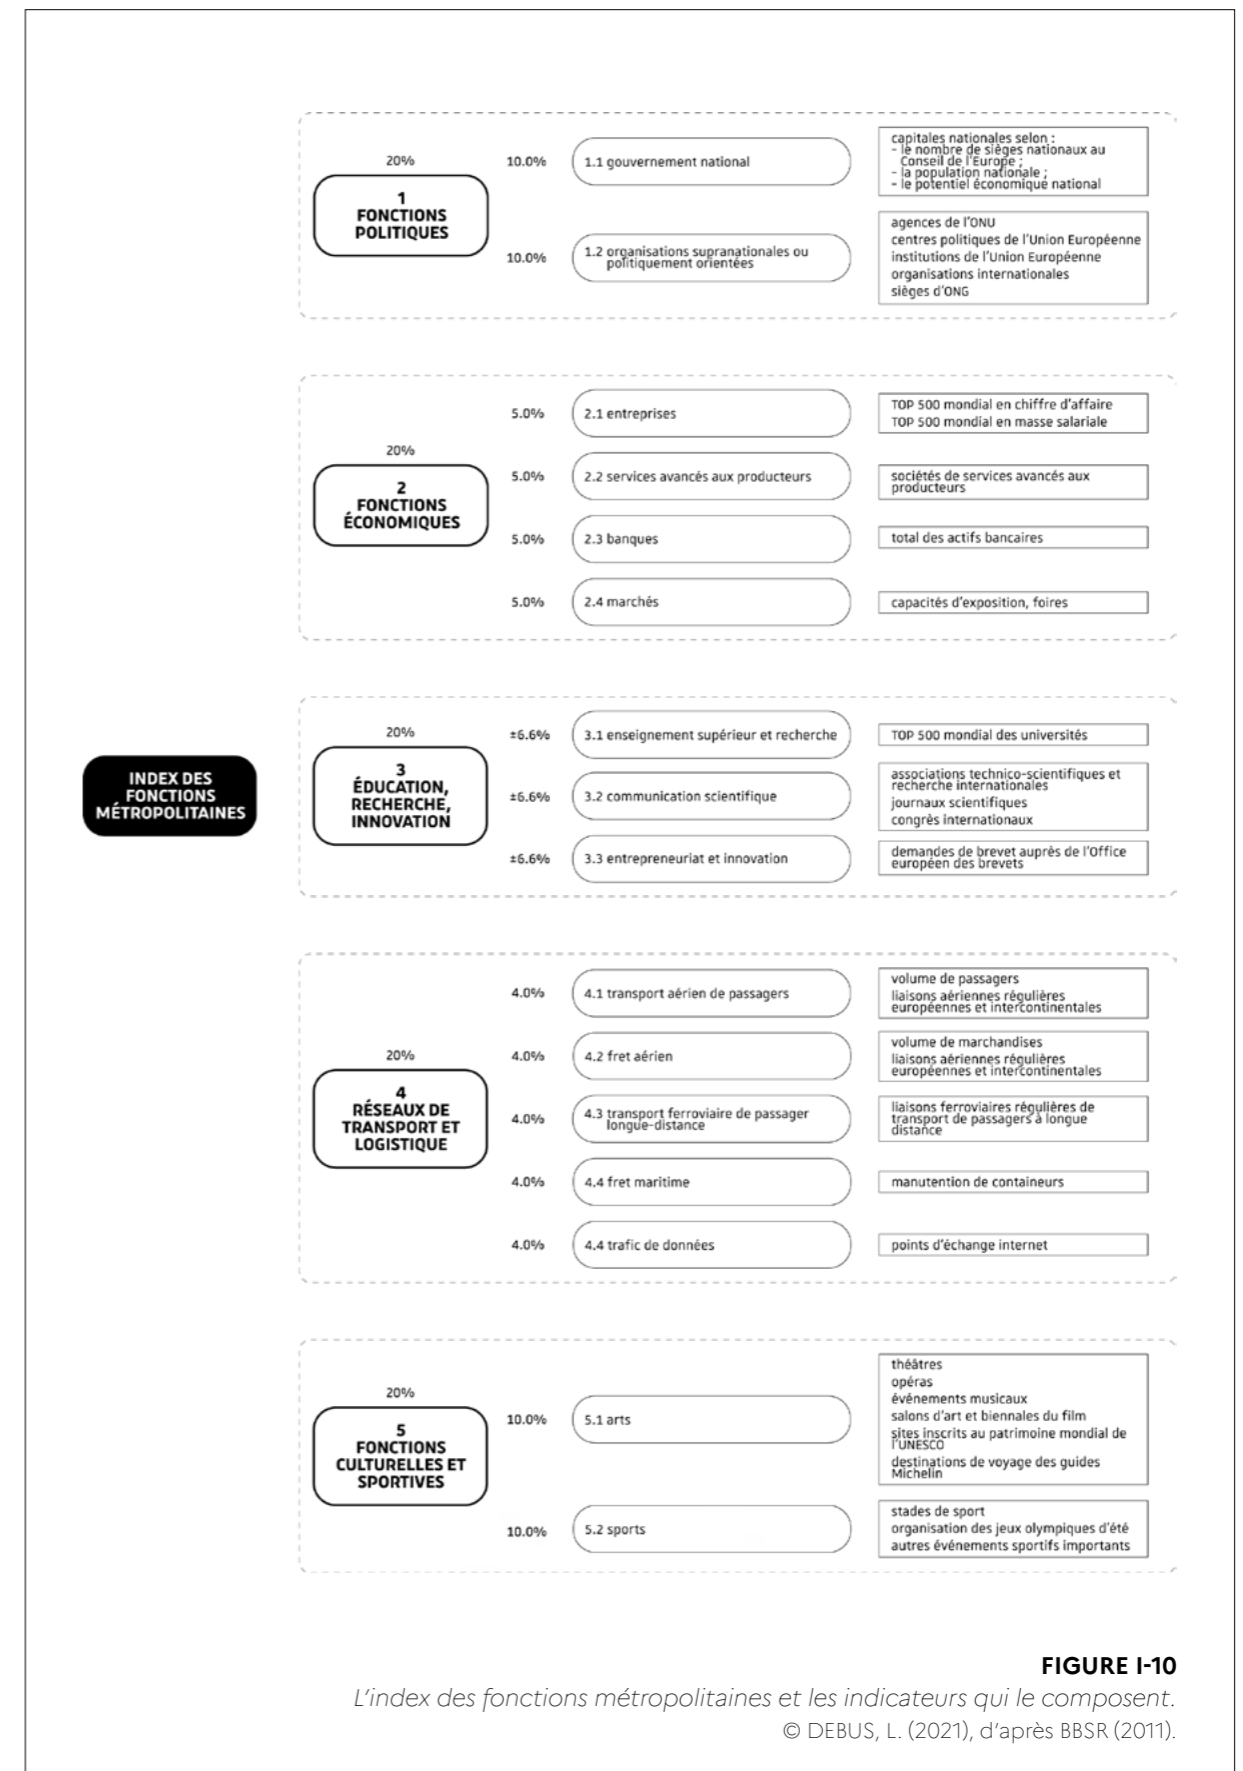 20%
1
FONCTIONS
POLITIQUES
10.0%
1.1 gouvernement national
capitales nationales selon :
- le nombre de sièges nationaux au
Conseil de l'Europe ;
- la population nationale ;
- le potentiel économique national
10.0%
1.2 organisations supranationales ou
politiquement orientées
agences de l'ONU
centres politiques de l'Union Européenne
institutions de l'Union Européenne
organisations internationales
sièges d'ONG
20%
2
FONCTIONS
ÉCONOMIQUES
5.0%
2.1 entreprises
TOP 500 mondial en chiffre d'affaire
TOP 500 mondial en masse salariale
5.0%
2.2 services avancés aux producteurs
sociétés de services avancés aux
producteurs
5.0%
2.3 banques
total des actifs bancaires
5.0%
2.4 marchés
capacités d'exposition, foires
INDEX DES
FONCTIONS
MÉTROPOLITAINES
20%
3
ÉDUCATION,
RECHERCHE,
INNOVATION
±6.6%
3.1 enseignement supérieur et recherche
TOP 500 mondial des universités
±6.6%
3.2 communication scientifique
associations technico-scientifiques et
recherche internationales
journaux scientifiques
congrès internationaux
±6.6%
3.3 entrepreneuriat et innovation
demandes de brevet auprès de l'Office
européen des brevets
20%
4
RÉSEAUX DE
TRANSPORT ET
LOGISTIQUE
4.0%
4.1 transport aérien de passagers
volume de passagers
liaisons aériennes régulières
européennes et intercontinentales
4.0%
4.2 fret aérien
volume de marchandises
liaisons aériennes régulières
européennes et intercontinentales
4.0%
4.3 transport ferroviaire de passager
longue-distance
liaisons ferroviaires régulières de
transport de passagers à longue
distance
4.0%
4.4 fret maritime
manutention de containeurs
4.0%
4.4 trafic de données
points d'échange internet
20%
5
FONCTIONS
CULTURELLES ET
SPORTIVES
10.0%
5.1 arts
théâtres
opéras
événements musicaux
salons d'art et biennales du film
sites inscrits au patrimoine mondial de
l'UNESCO
destinations de voyage des guides
Michelin
10.0%
5.2 sports
stades de sport
organisation des jeux olympiques d'été
autres événements sportifs importants
FIGURE I-10
L'index des fonctions métropolitaines et les indicateurs qui le composent.
© DEBUS, L. (2021), d'après BBSR (2011).